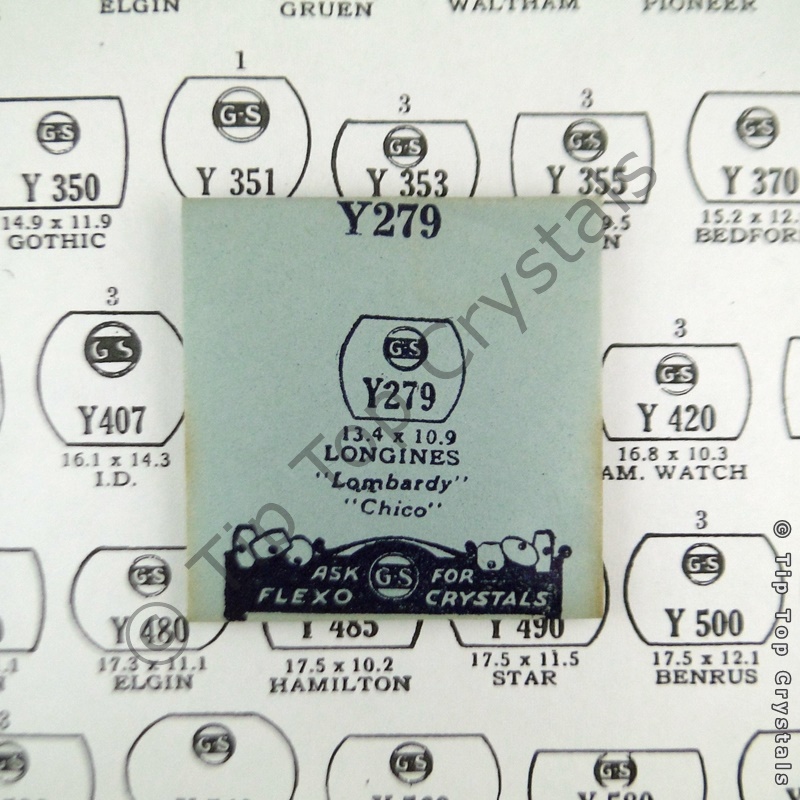 ELGIN GRUEN WALTHAM PIONEER
1
3
3
G-S G-S G-S G-S G-S
Y 350 Y 351 Y 353 Y 355 Y 370
14.9 x 11.9 9.5 15.2 x 12.
GOTHIC N BEDFOR
Y279
3
3
G-S G-S G-S
Y407 Y279 Y 420
16.1 x 14.3 13.4 x 10.9 16.8 x 10.3
I.D. LONGINES AM. WATCH
"Lombardy"
"Chico"
3
G-S G-S
ASK G-S FOR
FLEXO CRYSTALS
Y 480 Y 485 Y 490 Y 500
17.3 x 11.1 17.5 x 10.2 17.5 x 11.5 17.5 x 12.1
ELGIN HAMILTON STAR BENRUS
3
G-S G-S G-S G-S
© Tip Top Crystals
© Tip Top Crystals